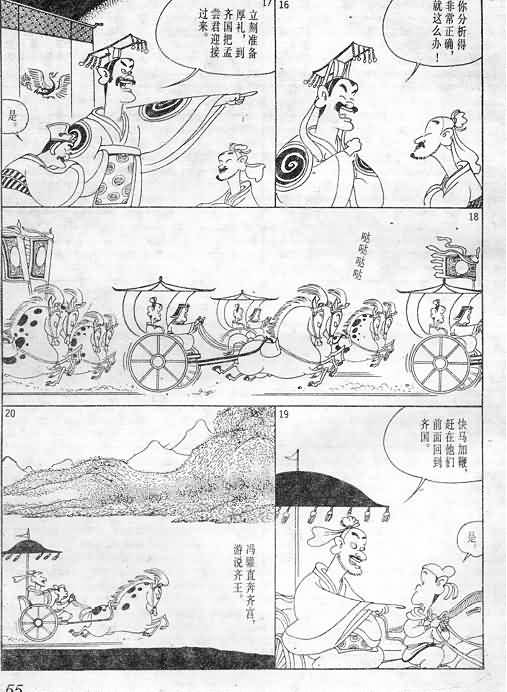 16
你分析得
非常正确，
就这么办！
17
立刻准备
厚礼，到
齐国把孟
尝君迎接
过来。
是。
18
哒哒哒哒
19
快马加鞭，
赶在他们
前面回到
齐国。
是
20
冯驩直奔齐宫，
游说齐王。
55